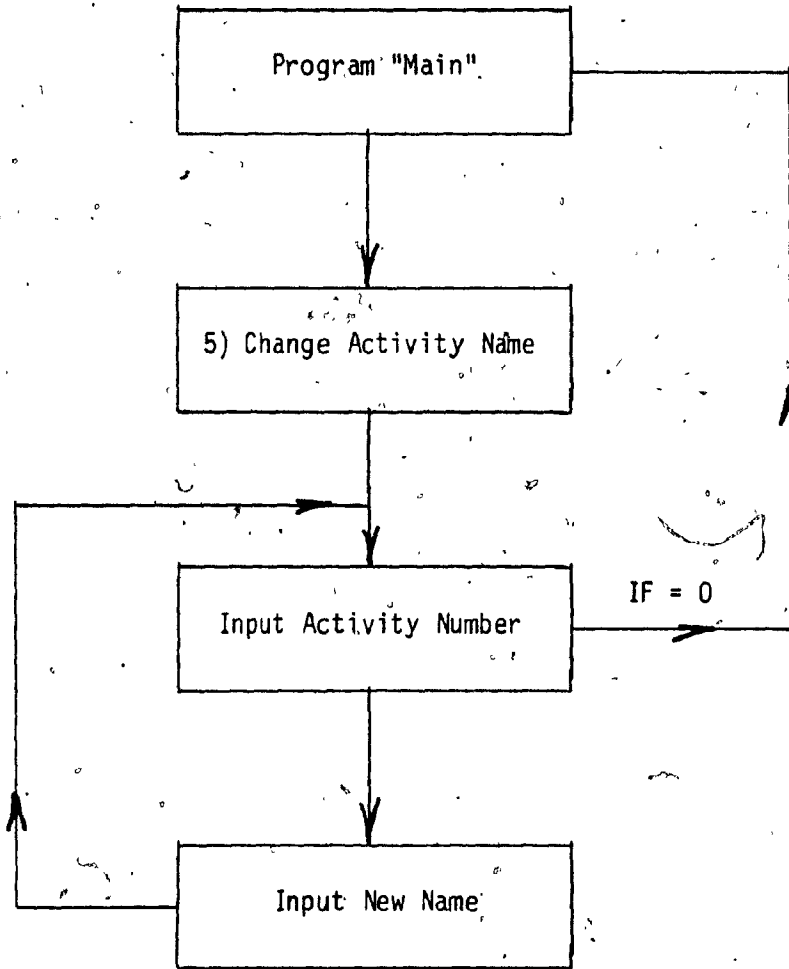 Program "Main"
5) Change Activity Name
IF = 0
Input Activity Number
Input New Name